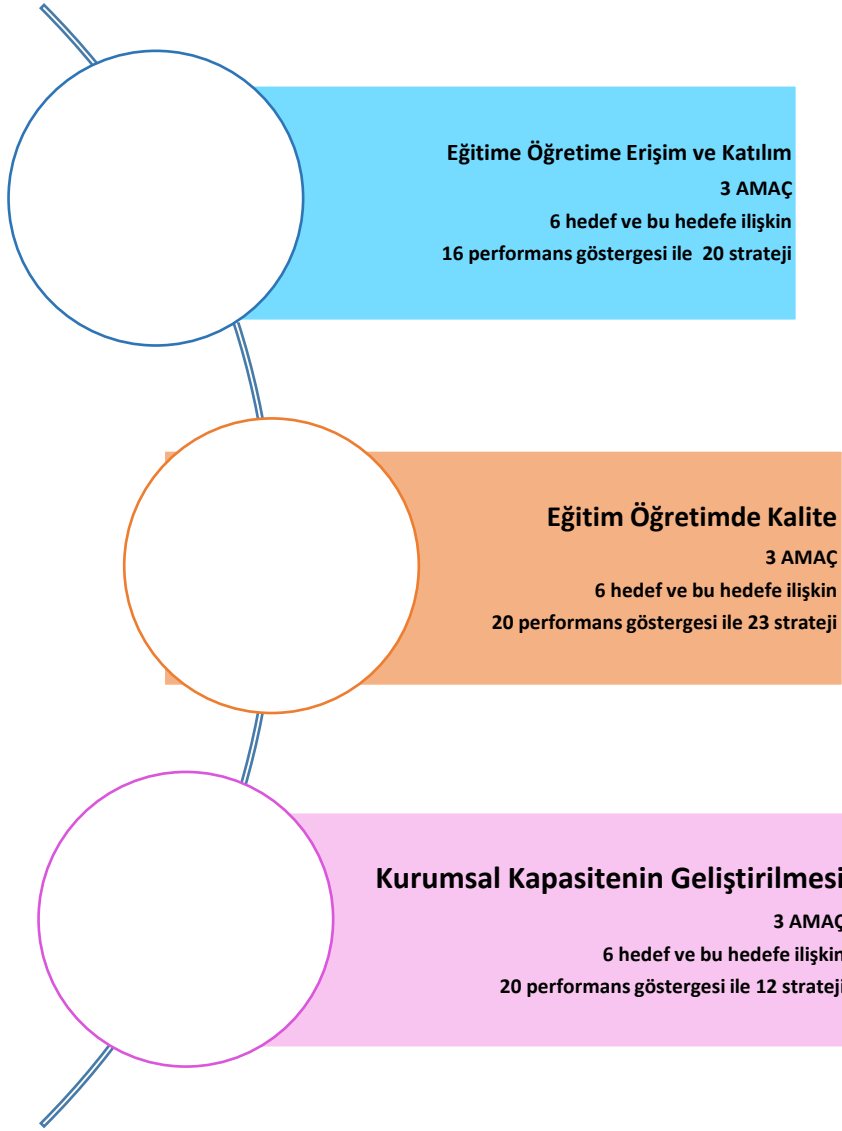 Eğitime Öğretime Erişim ve Katılım
3 AMAÇ
6 hedef ve bu hedefe ilişkin
16 performans göstergesi ile 20 strateji
Eğitim Öğretimde Kalite
3 AMAÇ
6 hedef ve bu hedefe ilişkin
20 performans göstergesi ile 23 strateji
Kurumsal Kapasitenin Geliştirilmesi
3 AMAÇ
6 hedef ve bu hedefe ilişkin
20 performans göstergesi ile 12 strateji